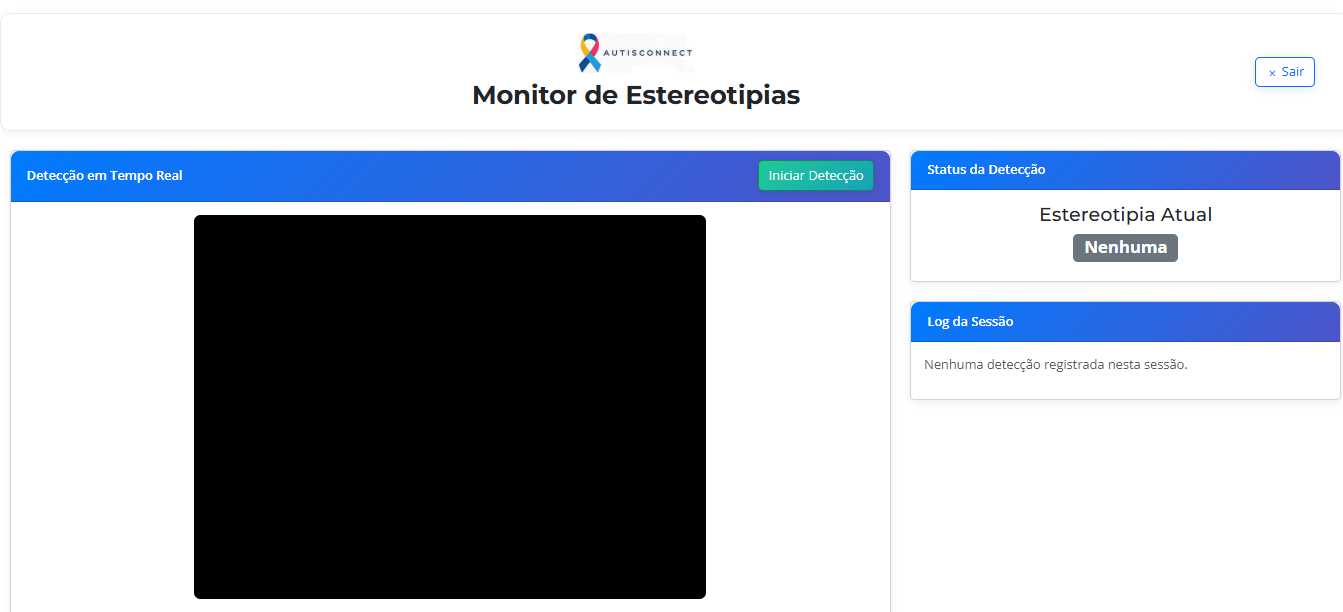 AUTISCONNECT
Monitor de Estereotipias
× Sair
Detecção em Tempo Real
Iniciar Detecção
Status da Detecção
Estereotipia Atual
Nenhuma
Log da Sessão
Nenhuma detecção registrada nesta sessão.